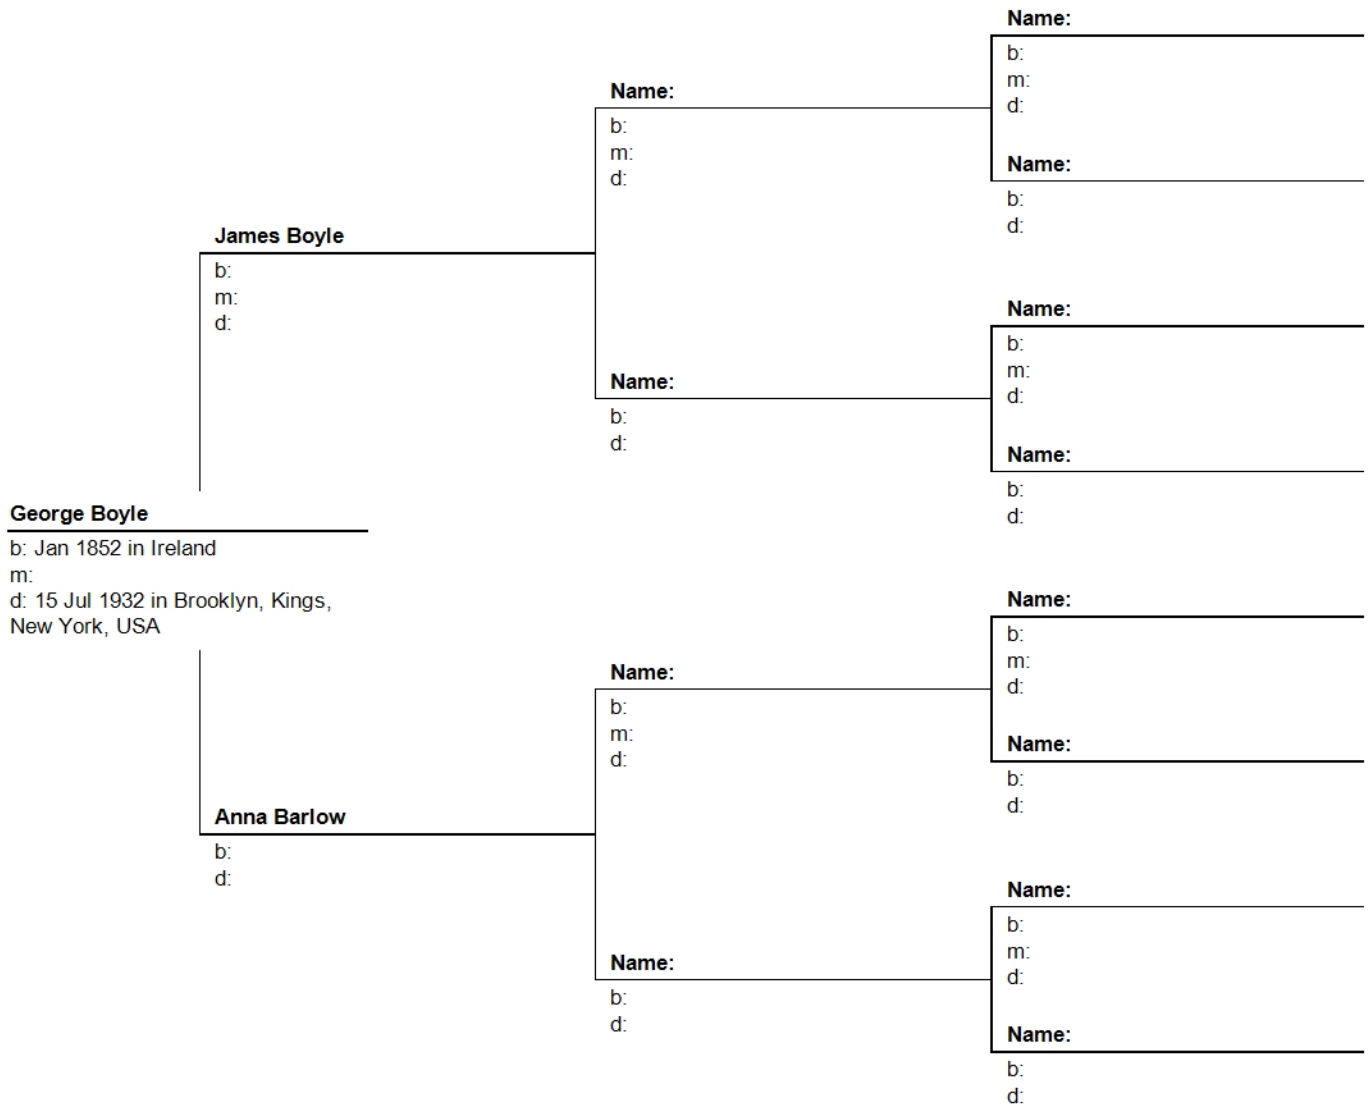 George Boyle
b: Jan 1852 in Ireland
m:
d: 15 Jul 1932 in Brooklyn, Kings,
New York, USA
James Boyle
b:
m:
d:
Anna Barlow
b:
d:
Name:
b:
m:
d:
Name:
b:
d:
Name:
b:
m:
d:
Name:
b:
d:
Name:
b:
m:
d:
Name:
b:
d:
Name:
b:
m:
d:
Name:
b:
d:
Name:
b:
m:
d:
Name:
b:
d:
Name:
b:
m:
d:
Name:
b:
d: